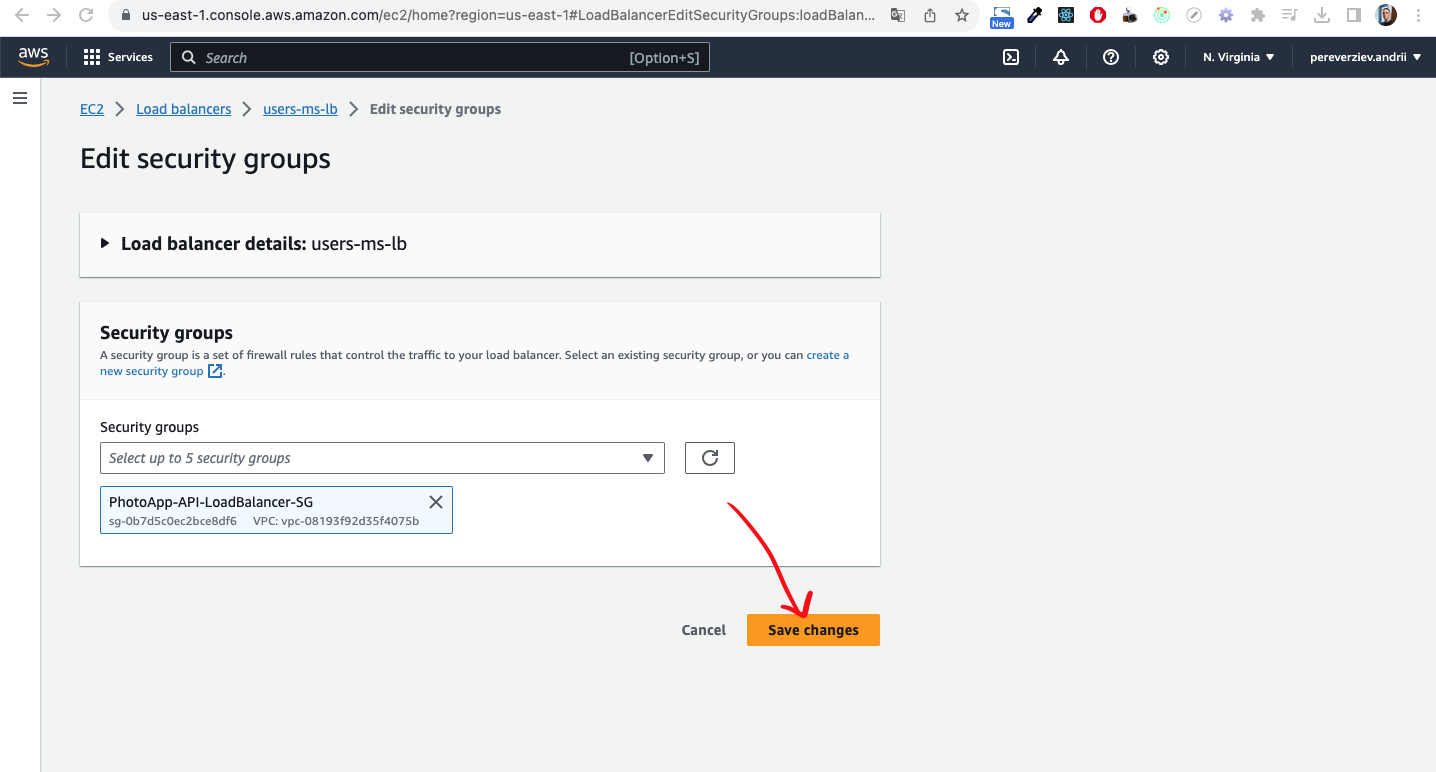 us-east-1.console.aws.amazon.com/ec2/home?region=us-east-1#LoadBalancerEditSecurityGroups:loadBalan...
New
aws
Services
Search
[Option+S]
N. Virginia
pereverziev.andrii
EC2
Load balancers
users-ms-lb
Edit security groups
Edit security groups
Load balancer details: users-ms-lb
Security groups
A security group is a set of firewall rules that control the traffic to your load balancer. Select an existing security group, or you can create a
new security group.
Security groups
Select up to 5 security groups
PhotoApp-API-LoadBalancer-SG
sg-0b7d5c0ec2bce8df6 VPC: vpc-08193f92d35f4075b
Cancel
Save changes